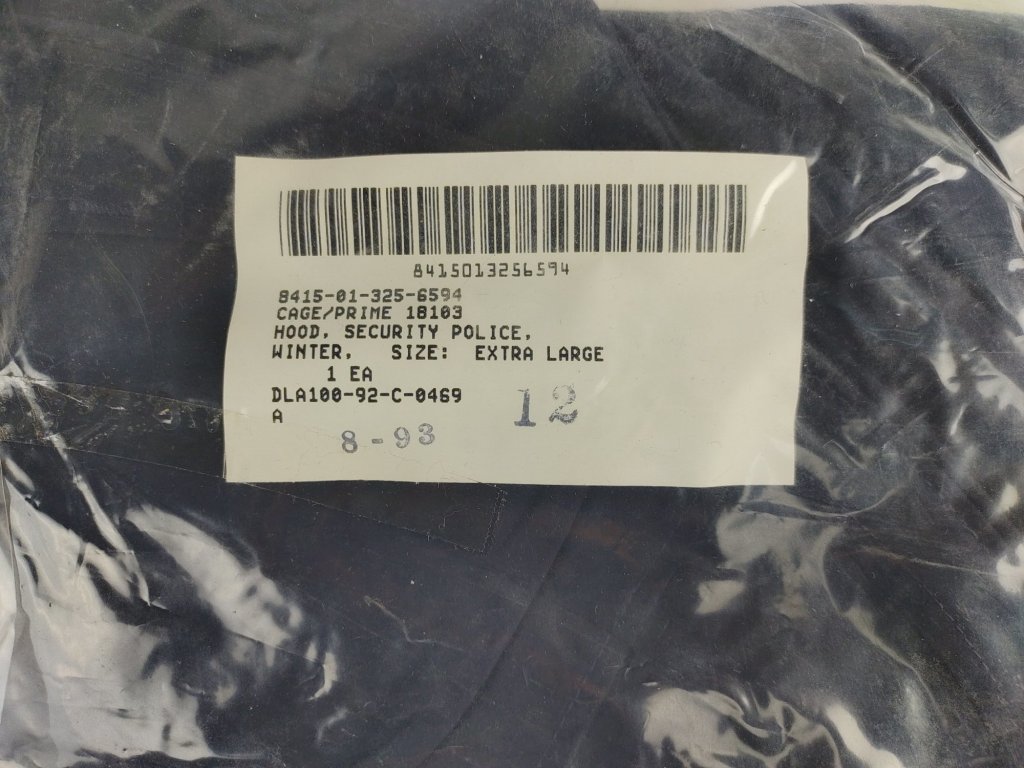 8415013256594
8415-01-325-6594
CAGE/PRIME 18103
HOOD, SECURITY POLICE,
WINTER, SIZE: EXTRA LARGE
1 EA
DLA100-92-C-0469
A
8-93
12